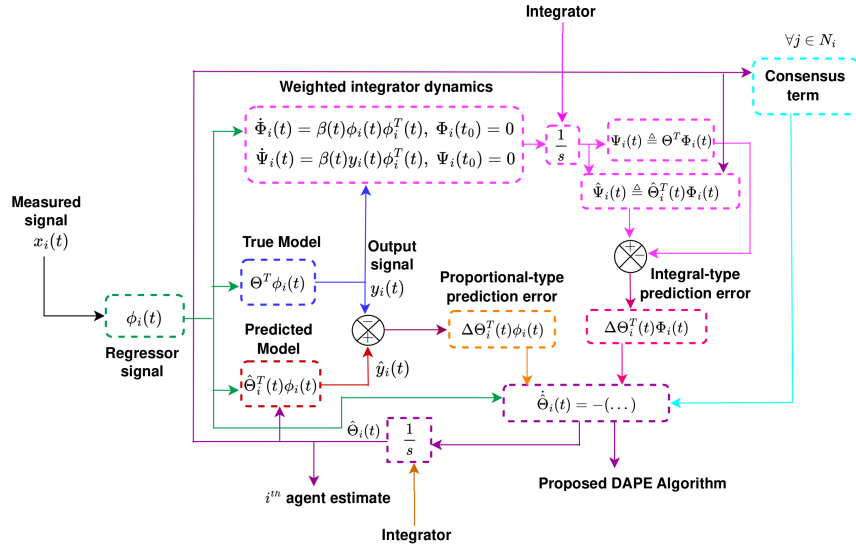 Integrator
∀j ∈ N_i
Consensus
term
Weighted integrator dynamics
Φ̇_i(t) = β(t)φ_i(t)φ_i^T(t), Φ_i(t_0) = 0
Ψ̇_i(t) = β(t)y_i(t)φ_i^T(t), Ψ_i(t_0) = 0
1
s
Ψ_i(t) ≜ Θ^T Φ_i(t)
Ψ̂_i(t) ≜ Θ̂_i^T(t)Φ_i(t)
Measured
signal
x_i(t)
True Model
Θ^T φ_i(t)
Output
signal
y_i(t)
+
−
Proportional-type
prediction error
Integral-type
prediction error
φ_i(t)
Regressor
signal
Predicted
Model
Θ̂_i^T(t)φ_i(t)
−
+
ŷ_i(t)
ΔΘ_i^T(t)φ_i(t)
ΔΘ_i^T(t)Φ_i(t)
Θ̂̇_i(t) = −(...)
Θ̂_i(t)
1
s
i^{th} agent estimate
Proposed DAPE Algorithm
Integrator